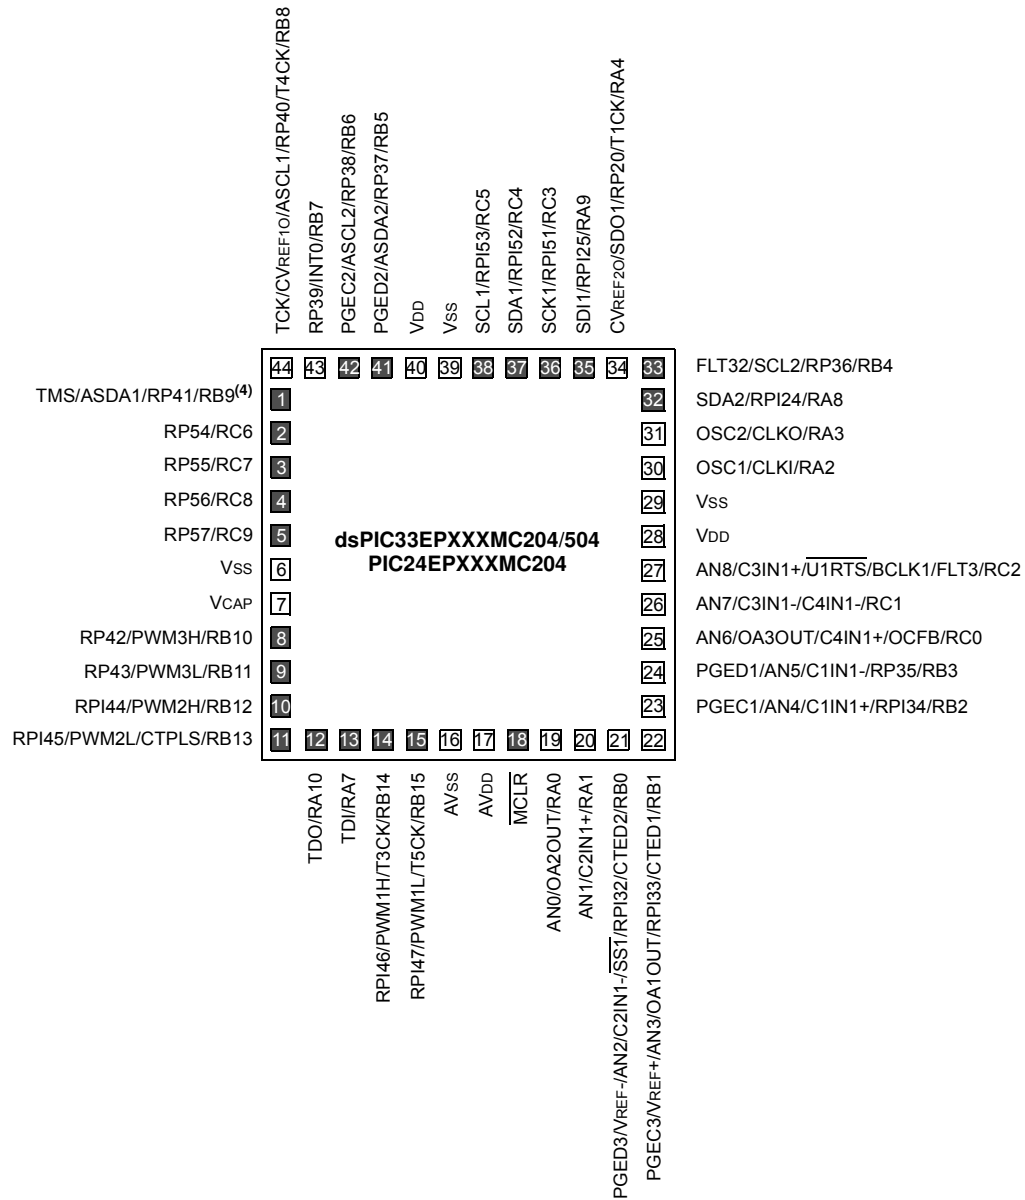 TCK/CVREF1O/ASCL1/RP40/T4CK/RB8
RP39/INT0/RB7
PGEC2/ASCL2/RP38/RB6
PGED2/ASDA2/RP37/RB5
VDD
VSS
SCL1/RPI53/RC5
SDA1/RPI52/RC4
SCK1/RPI51/RC3
SDI1/RPI25/RA9
CVREF2O/SDO1/RP20/T1CK/RA4
44 43 42 41 40 39 38 37 36 35 34 33 FLT32/SCL2/RP36/RB4
TMS/ASDA1/RP41/RB9(4) 1 32 SDA2/RPI24/RA8
RP54/RC6 2 31 OSC2/CLKO/RA3
RP55/RC7 3 30 OSC1/CLKI/RA2
RP56/RC8 4 29 VSS
RP57/RC9 5 dsPIC33EPXXXMC204/504 28 VDD
PIC24EPXXXMC204
VSS 6 27 AN8/C3IN1+/U1RTS/BCLK1/FLT3/RC2
VCAP 7 26 AN7/C3IN1-/C4IN1-/RC1
RP42/PWM3H/RB10 8 25 AN6/OA3OUT/C4IN1+/OCFB/RC0
RP43/PWM3L/RB11 9 24 PGED1/AN5/C1IN1-/RP35/RB3
RPI44/PWM2H/RB12 10 23 PGEC1/AN4/C1IN1+/RPI34/RB2
RPI45/PWM2L/CTPLS/RB13 11 12 13 14 15 16 17 18 19 20 21 22
TDO/RA10
TDI/RA7
RPI46/PWM1H/T3CK/RB14
RPI47/PWM1L/T5CK/RB15
AVSS
AVDD
MCLR
AN0/OA2OUT/RA0
AN1/C2IN1+/RA1
PGED3/VREF-/AN2/C2IN1-/SS1/RPI32/CTED2/RB0
PGEC3/VREF+/AN3/OA1OUT/RPI33/CTED1/RB1